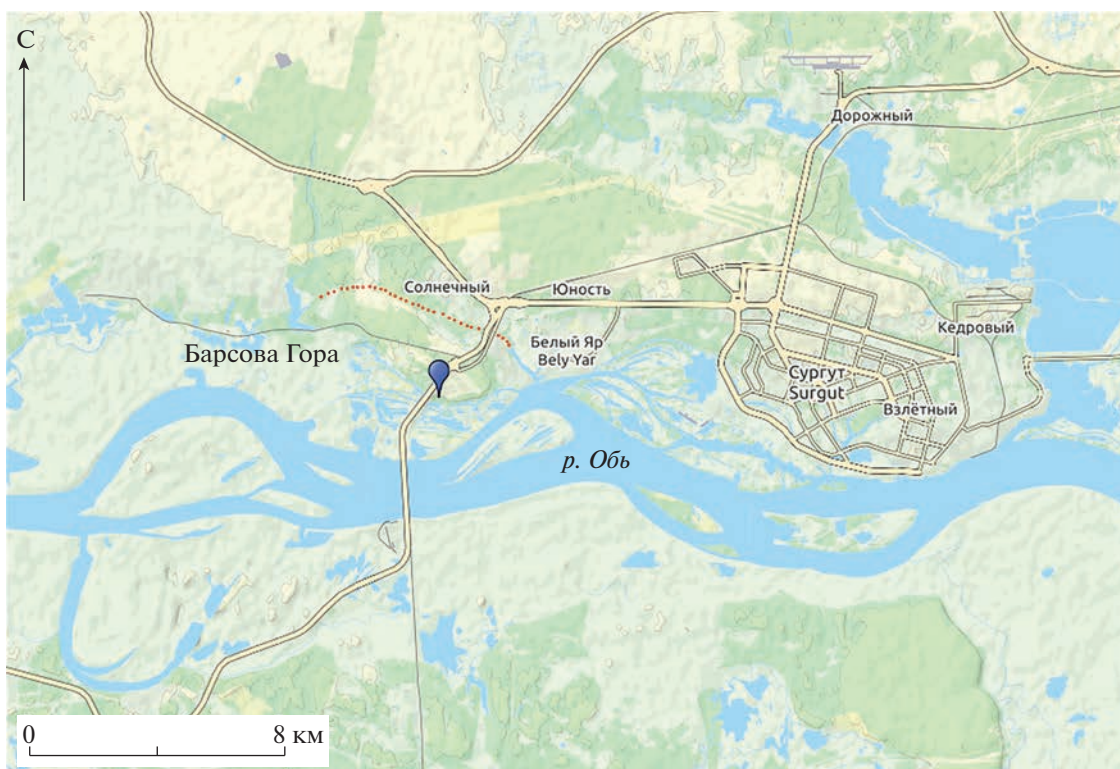 С
Дорожный
Солнечный
Юность
Барсова Гора
Белый Яр
Bely Yar
Кедровый
Сургут
Surgut
Взлётный
р. Обь
0 8 км